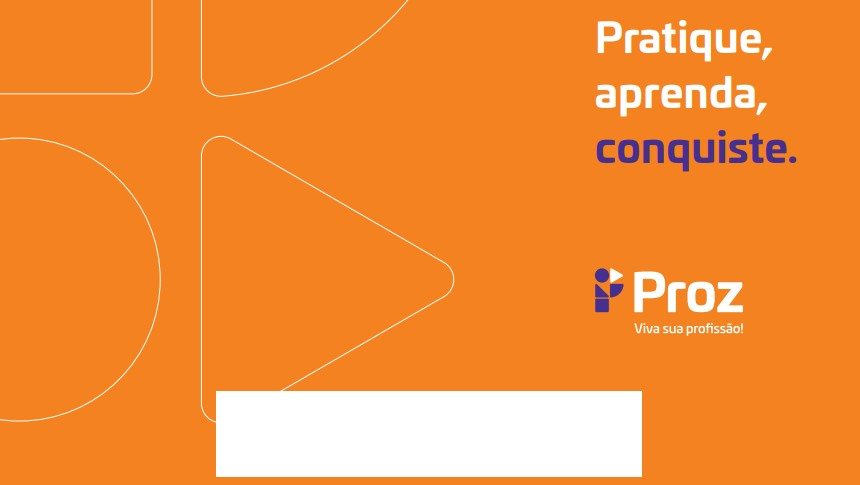 Pratique,
aprenda,
conquiste.
Proz
Viva sua profissão!